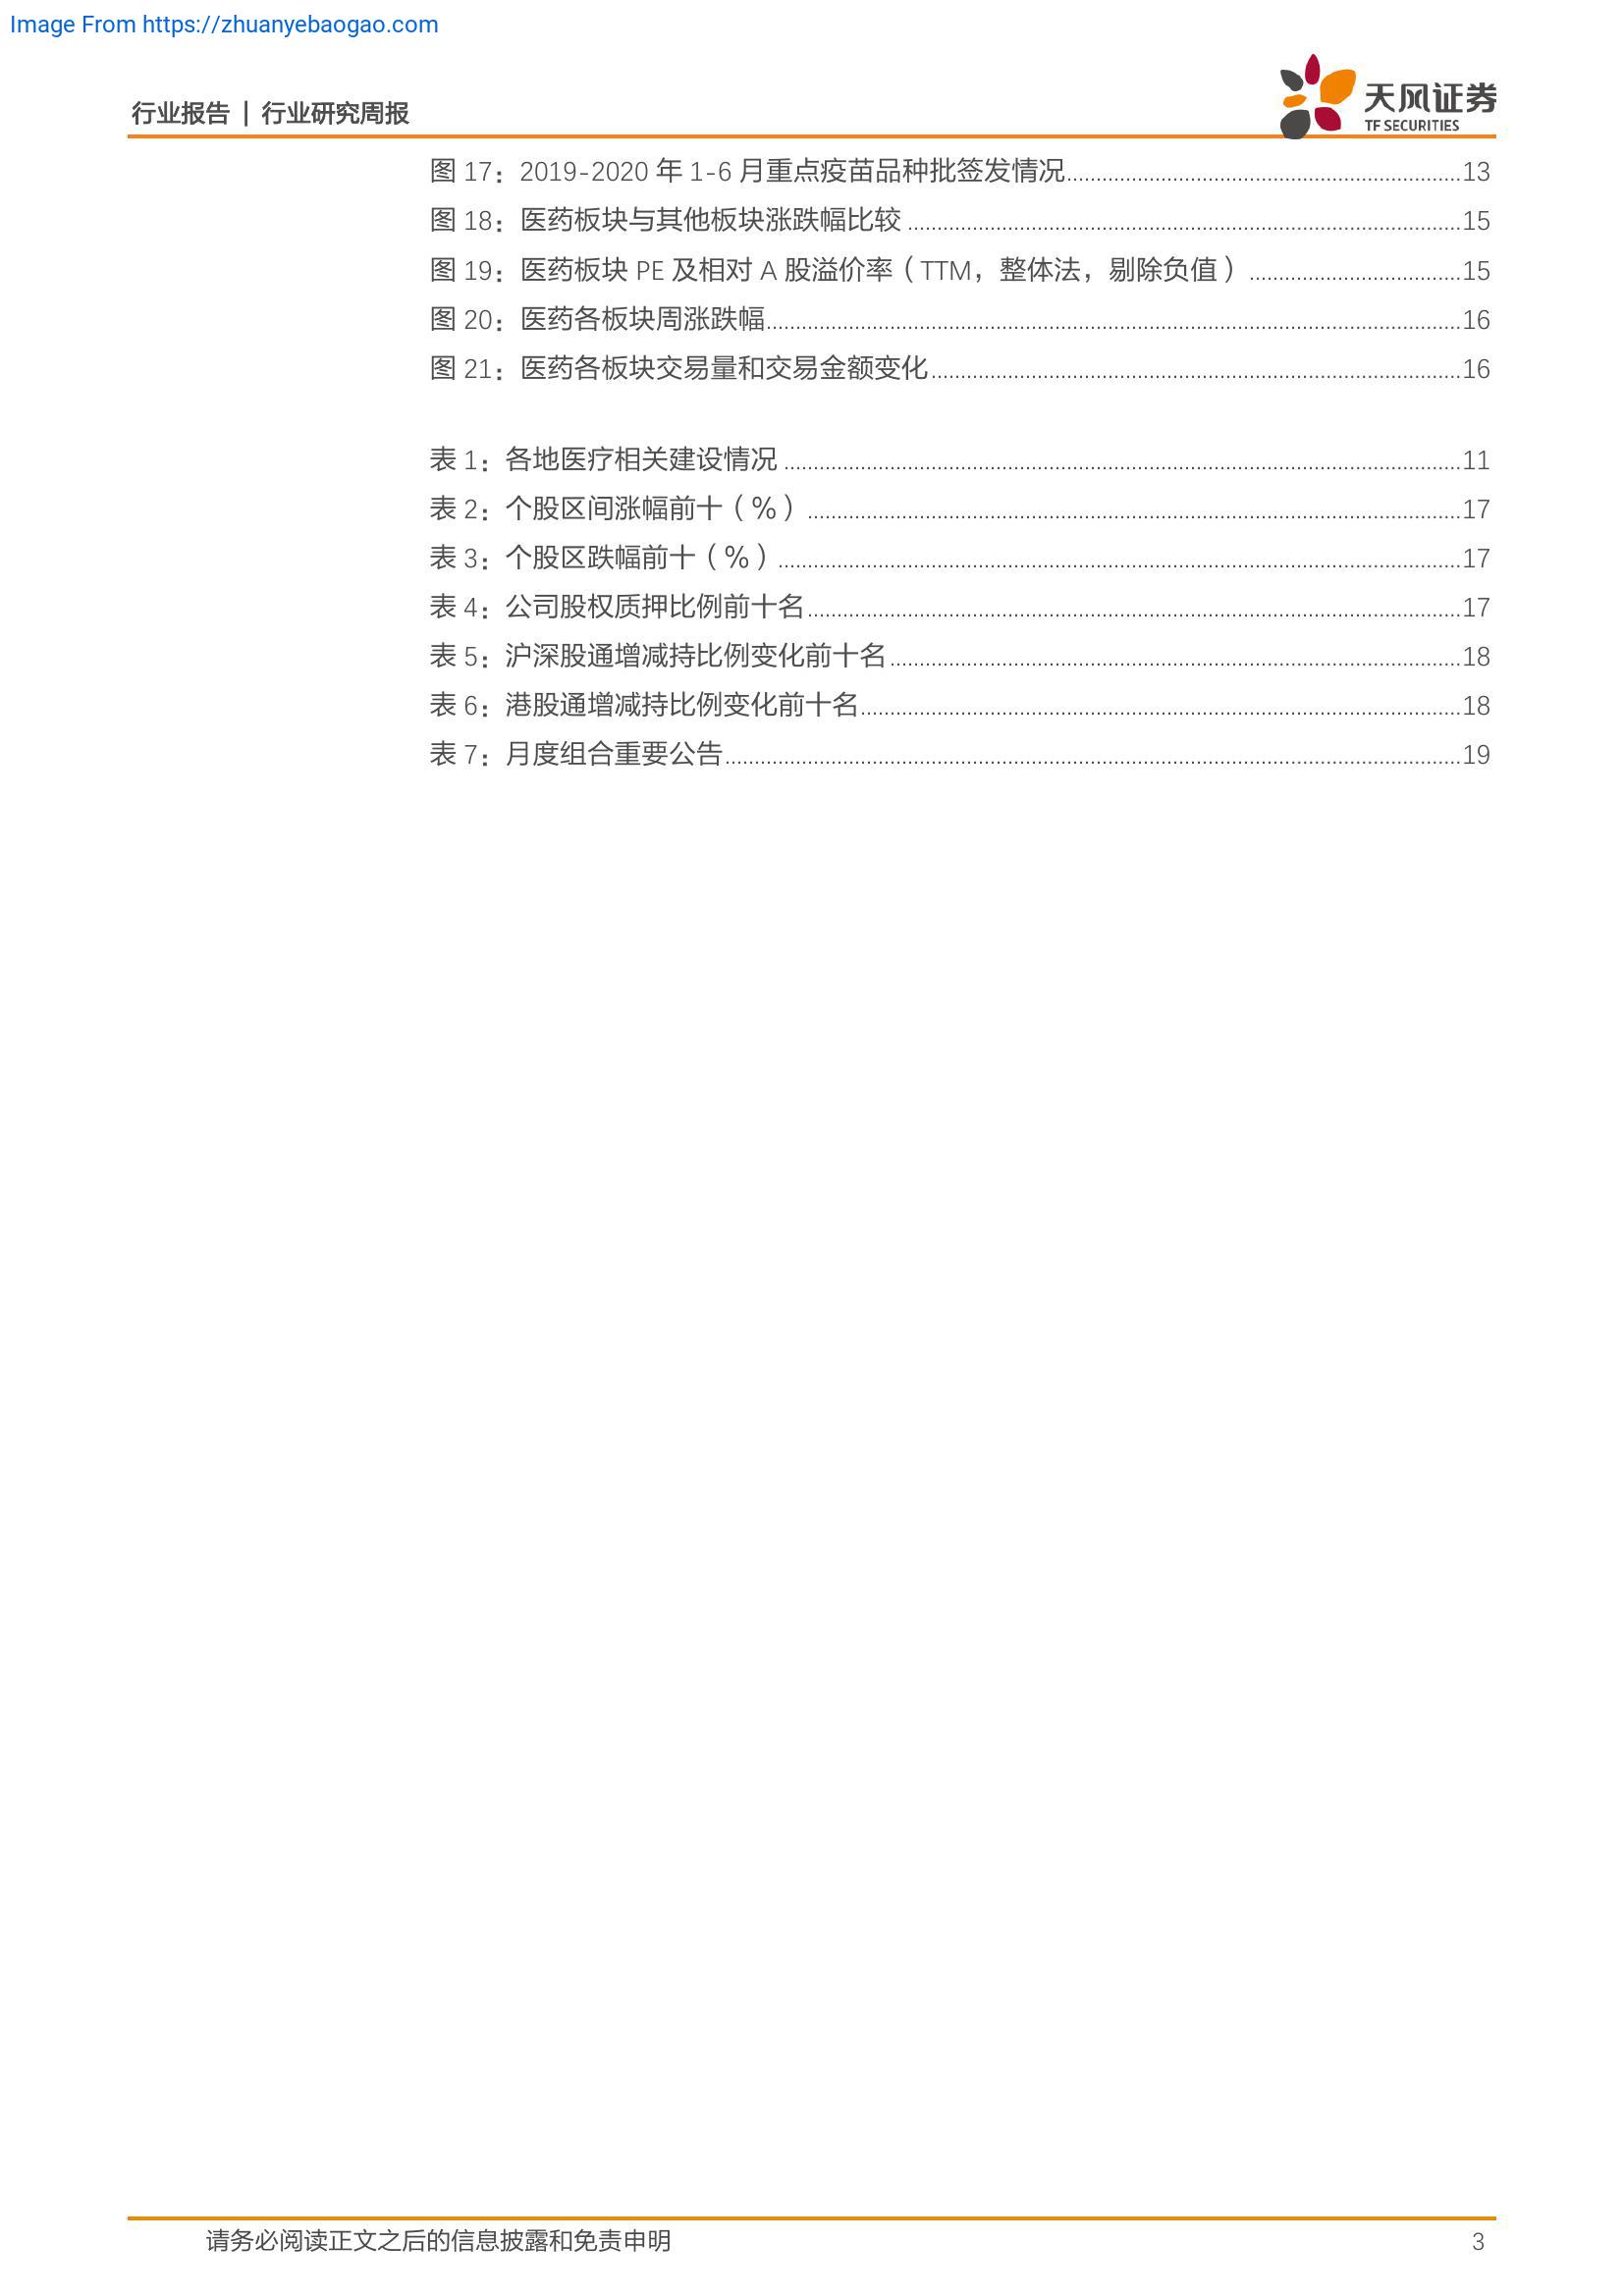 Image From https://zhuanyebaogao.com
行业报告 | 行业研究周报
天风证券
TF SECURITIES
图 17：2019-2020 年 1-6 月重点疫苗品种批签发情况.....13
图 18：医药板块与其他板块涨跌幅比较.....15
图 19：医药板块 PE 及相对 A 股溢价率（TTM，整体法，剔除负值）.....15
图 20：医药各板块周涨跌幅.....16
图 21：医药各板块交易量和交易金额变化.....16
表 1：各地医疗相关建设情况.....11
表 2：个股区间涨幅前十（%）.....17
表 3：个股区跌幅前十（%）.....17
表 4：公司股权质押比例前十名.....17
表 5：沪深股通增减持比例变化前十名.....18
表 6：港股通增减持比例变化前十名.....18
表 7：月度组合重要公告.....19
请务必阅读正文之后的信息披露和免责申明 3